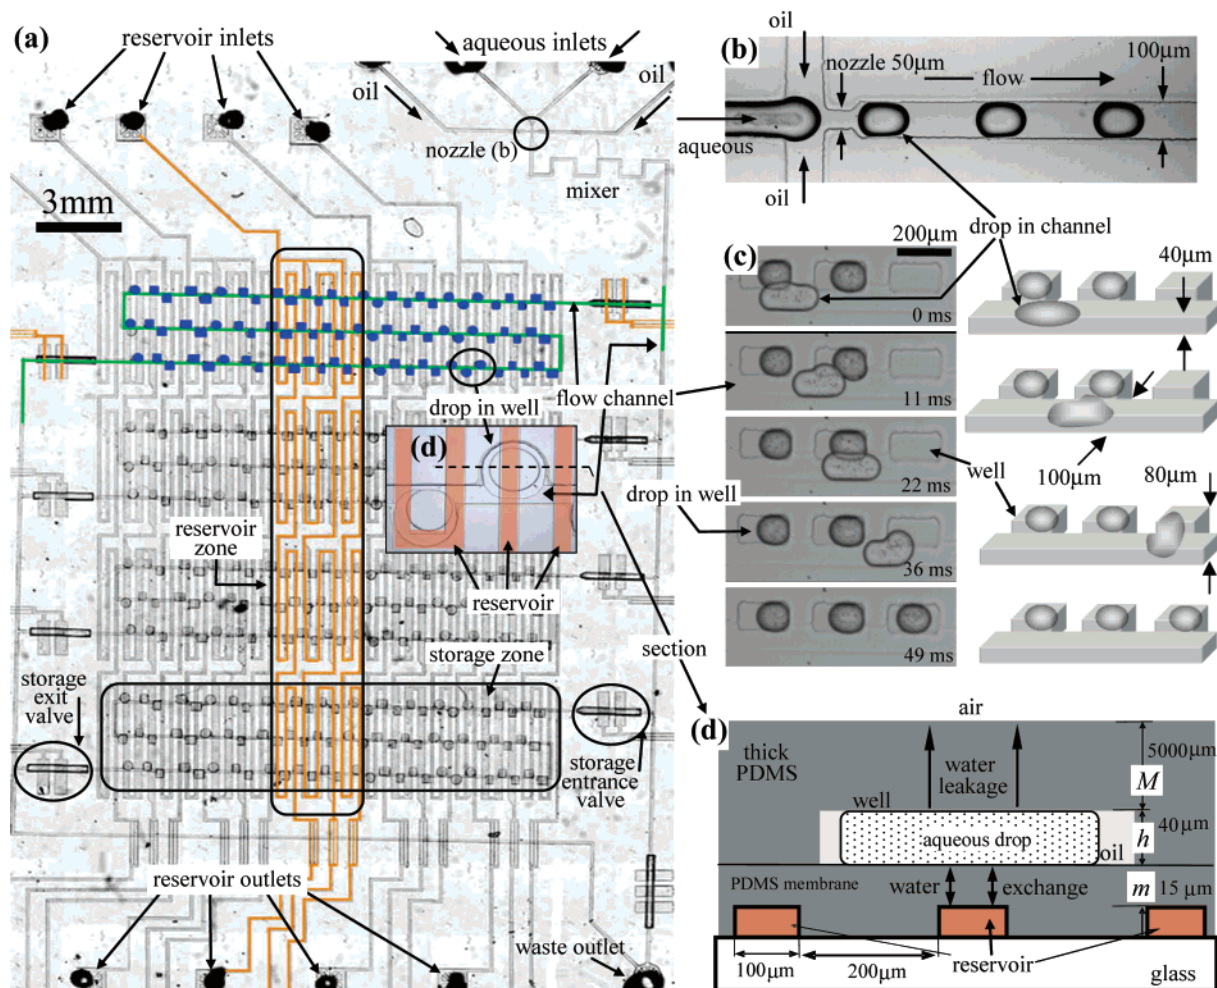 (a)
reservoir inlets
aqueous inlets
oil
oil
nozzle (b)
mixer
3mm
drop in well
flow channel
(d)
reservoir
zone
reservoir
storage zone
storage
exit
valve
storage
entrance
valve
section
reservoir outlets
waste outlet
(b)
oil
nozzle 50µm
flow
100µm
aqueous
oil
drop in channel
(c)
200µm
0 ms
11 ms
22 ms
36 ms
49 ms
well
drop in well
40µm
100µm
80µm
(d)
air
thick
PDMS
water
leakage
5000µm
M
well
aqueous drop
h
40µm
oil
PDMS membrane
water
exchange
m
15 µm
100µm
200µm
reservoir
glass